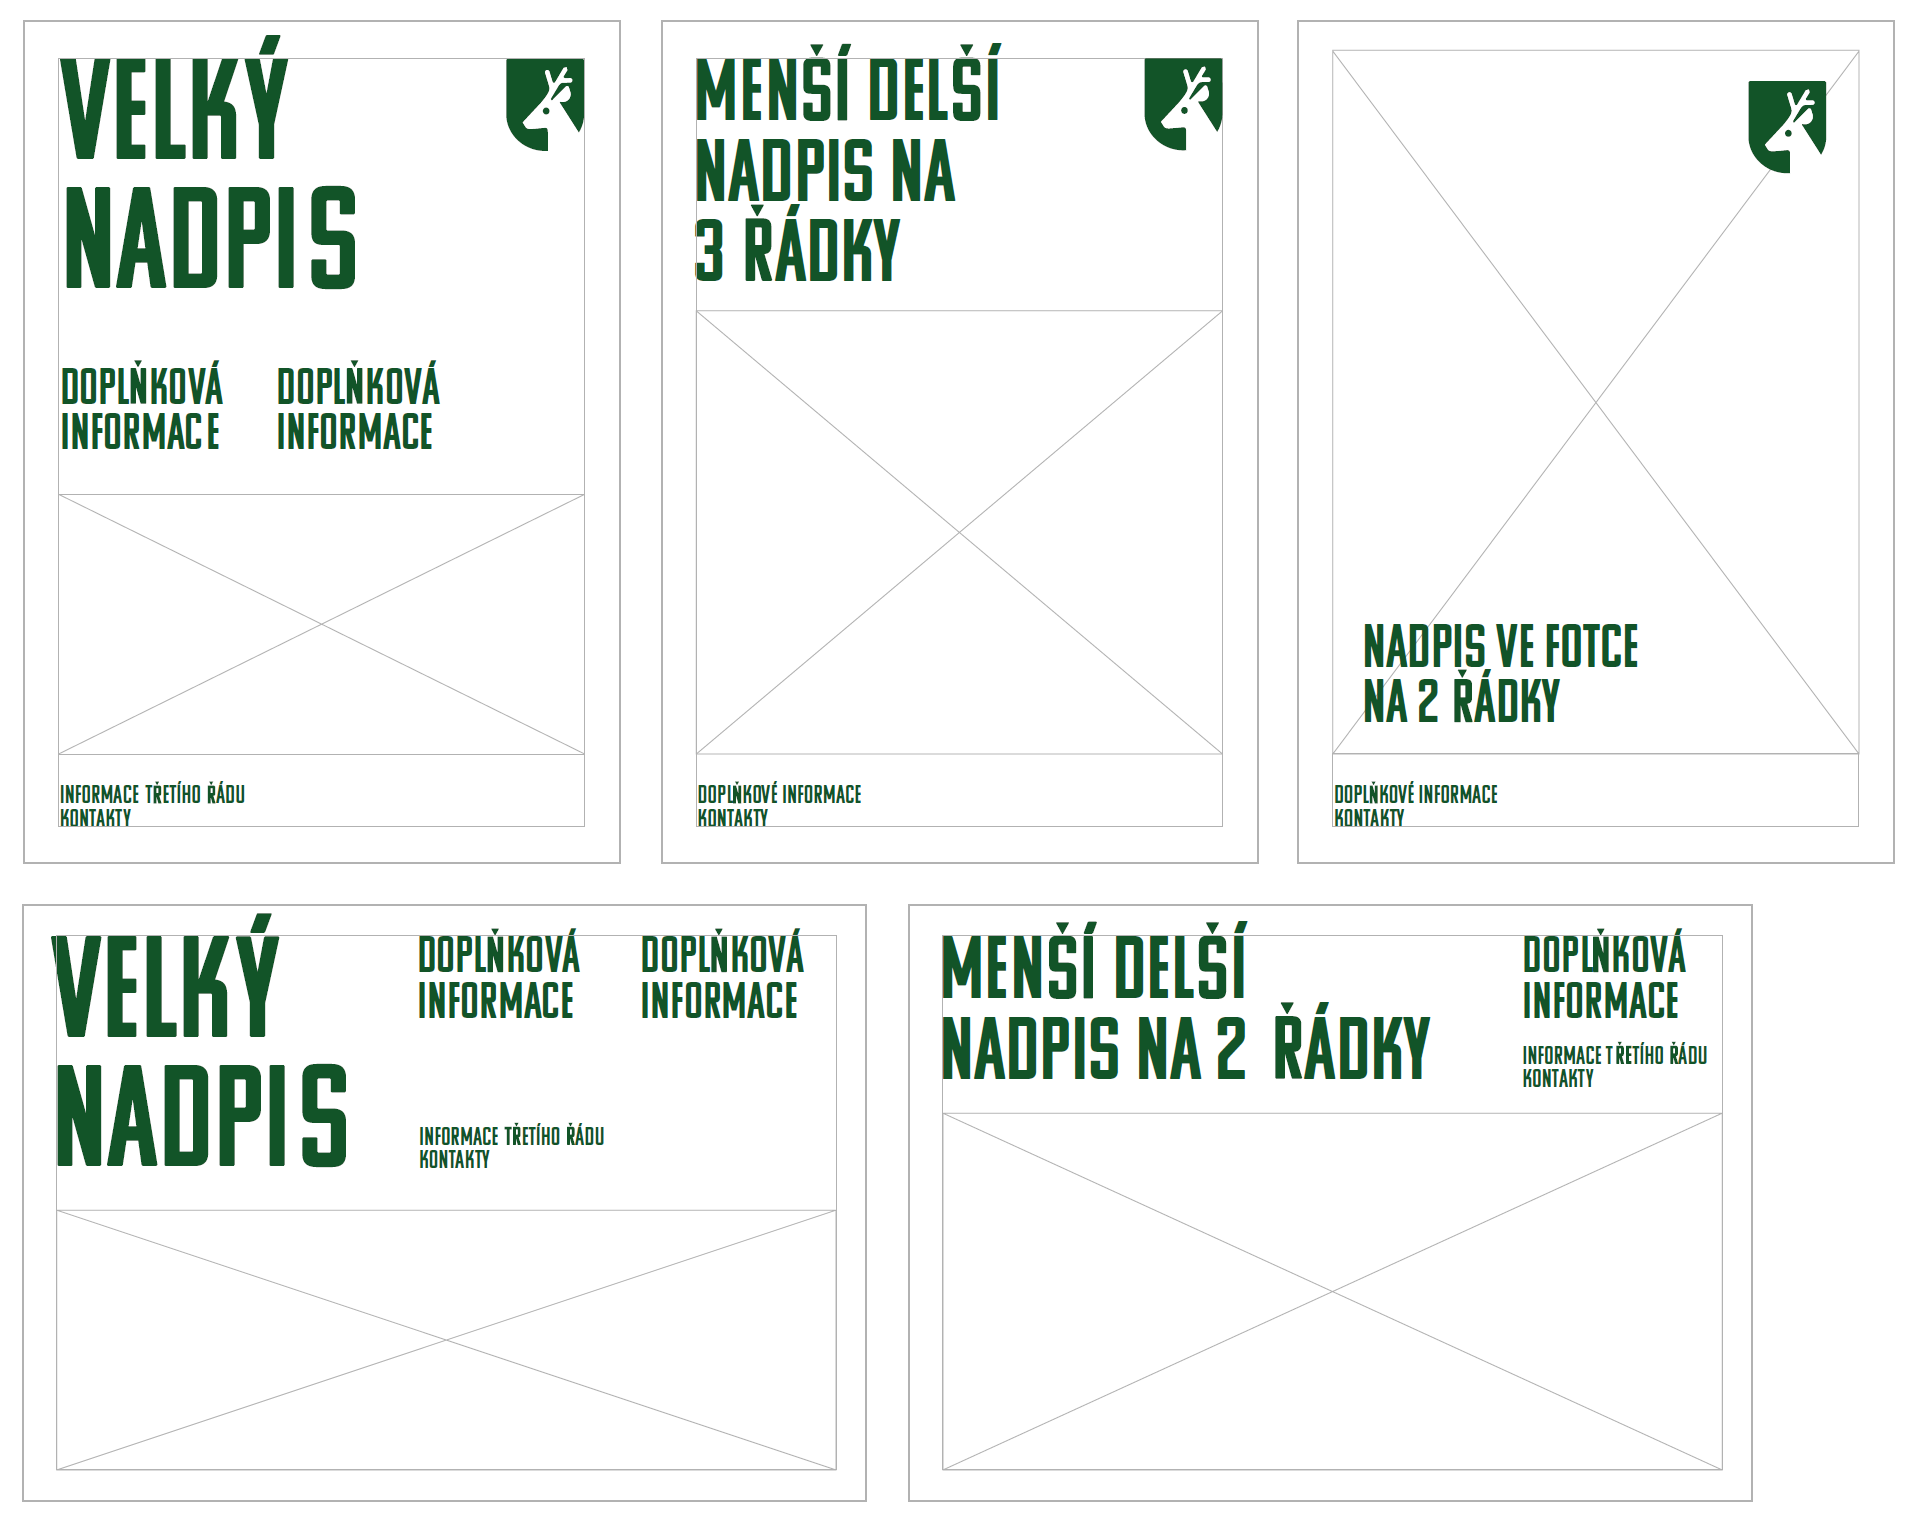 VELKÝ
NADPIS
DOPLŇKOVÁ
INFORMACE
DOPLŇKOVÁ
INFORMACE
INFORMACE TŘETÍHO ŘÁDU
KONTAKTY
MENŠÍ DELŠÍ
NADPIS NA
3 ŘÁDKY
DOPLŇKOVÉ INFORMACE
KONTAKTY
NADPIS VE FOTCE
NA 2 ŘÁDKY
DOPLŇKOVÉ INFORMACE
KONTAKTY
VELKÝ
NADPIS
DOPLŇKOVÁ
INFORMACE
DOPLŇKOVÁ
INFORMACE
INFORMACE TŘETÍHO ŘÁDU
KONTAKTY
MENŠÍ DELŠÍ
NADPIS NA 2 ŘÁDKY
DOPLŇKOVÁ
INFORMACE
INFORMACE TŘETÍHO ŘÁDU
KONTAKTY